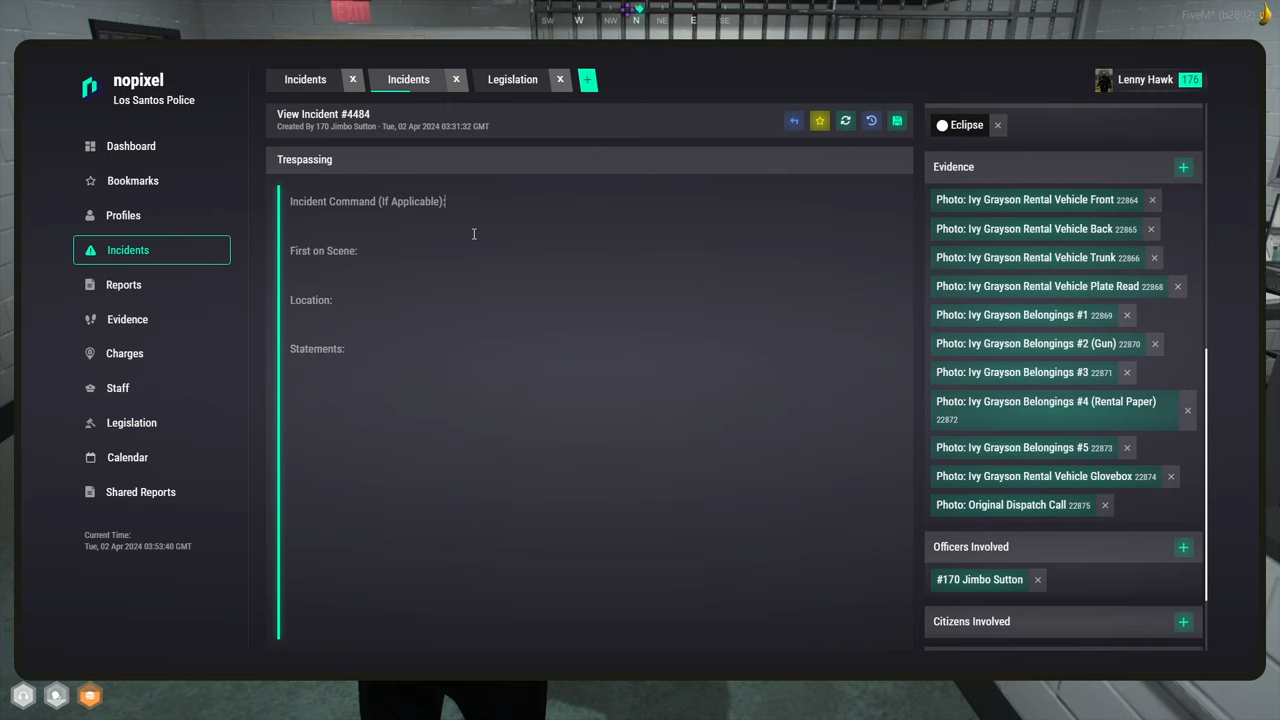 EXIT
SW W NW N NE E SE
FiveM* (b2802)
nopixel
Los Santos Police
Incidents x Incidents x Legislation x +
Lenny Hawk 176
View Incident #4484
Created By 170 Jimbo Sutton · Tue, 02 Apr 2024 03:31:32 GMT
Trespassing
Incident Command (If Applicable):
First on Scene:
Location:
Statements:
Dashboard
Bookmarks
Profiles
Incidents
Reports
Evidence
Charges
Staff
Legislation
Calendar
Shared Reports
Current Time:
Tue, 02 Apr 2024 03:53:40 GMT
Eclipse ×
Evidence +
Photo: Ivy Grayson Rental Vehicle Front 22864 ×
Photo: Ivy Grayson Rental Vehicle Back 22865 ×
Photo: Ivy Grayson Rental Vehicle Trunk 22866 ×
Photo: Ivy Grayson Rental Vehicle Plate Read 22868 ×
Photo: Ivy Grayson Belongings #1 22869 ×
Photo: Ivy Grayson Belongings #2 (Gun) 22870 ×
Photo: Ivy Grayson Belongings #3 22871 ×
Photo: Ivy Grayson Belongings #4 (Rental Paper)
22872 ×
Photo: Ivy Grayson Belongings #5 22873 ×
Photo: Ivy Grayson Rental Vehicle Glovebox 22874 ×
Photo: Original Dispatch Call 22875 ×
Officers Involved +
#170 Jimbo Sutton ×
Citizens Involved +